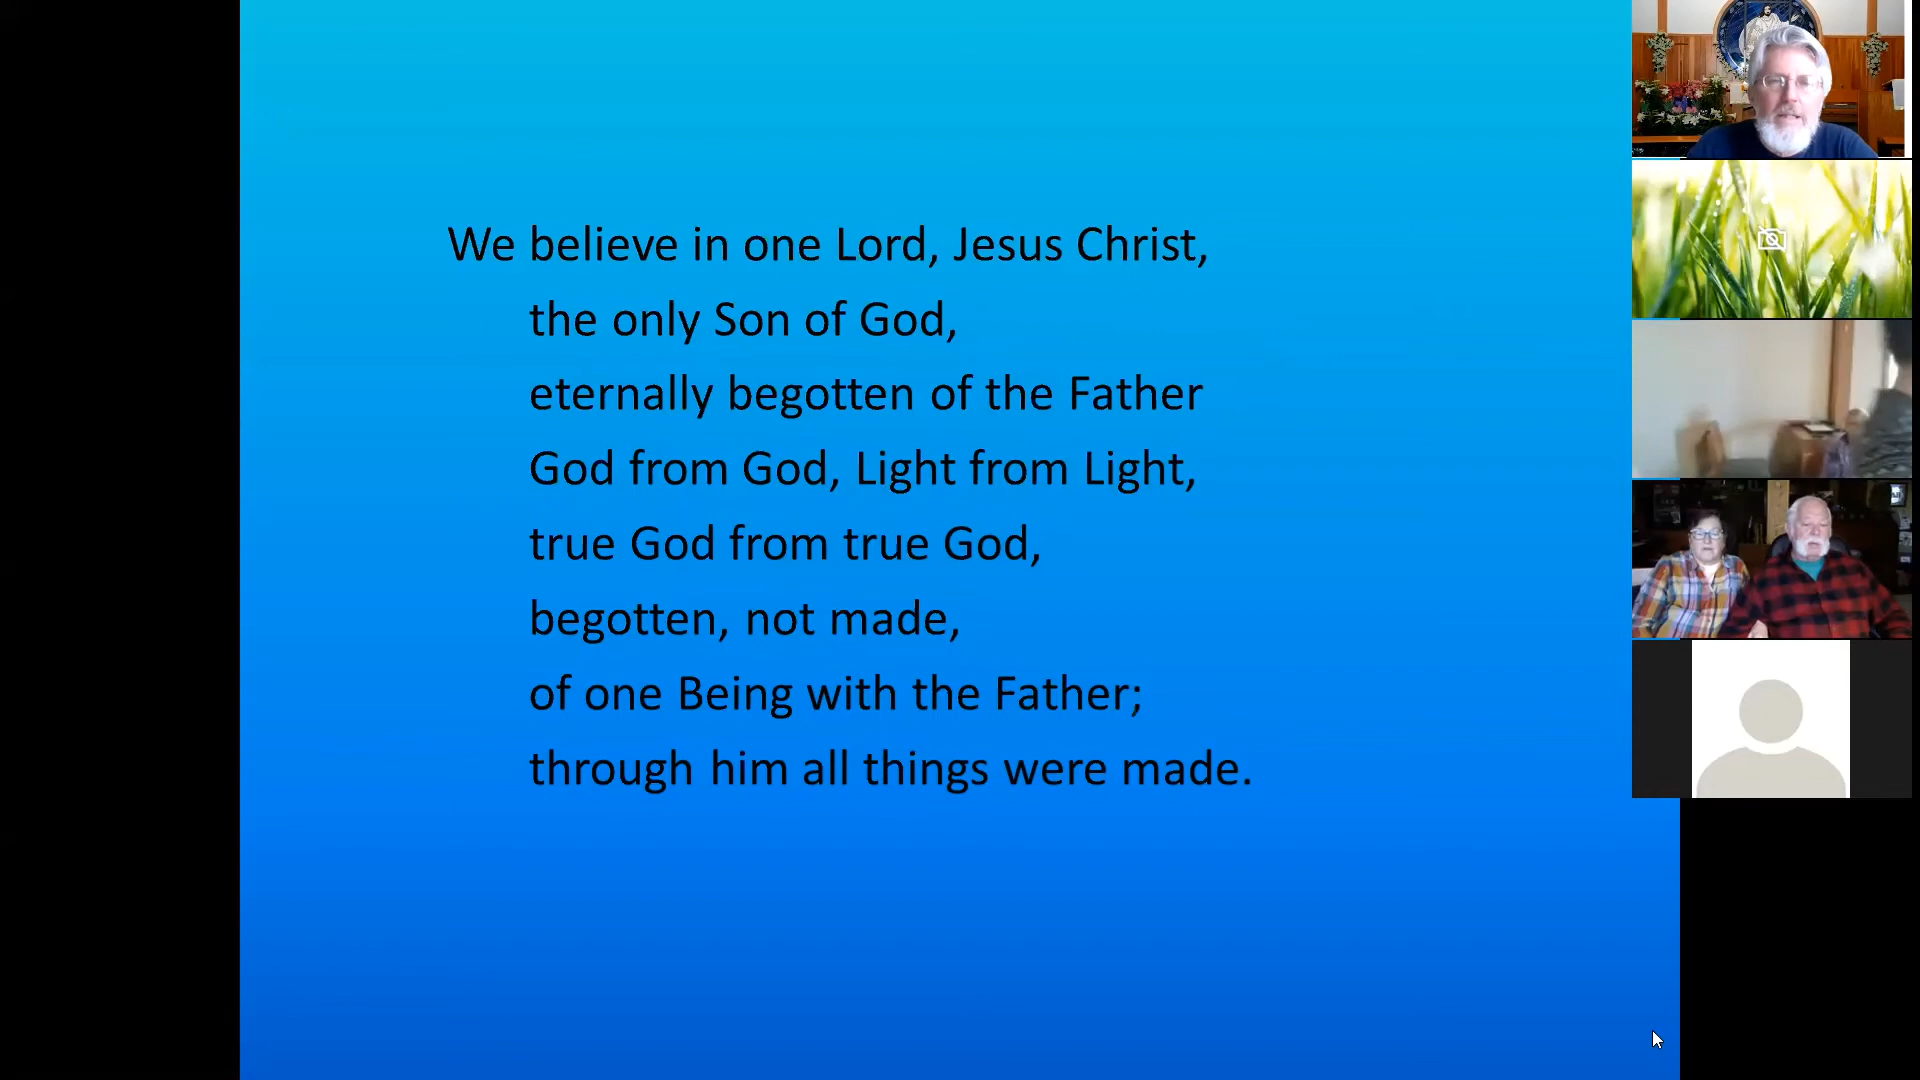 We believe in one Lord, Jesus Christ,
the only Son of God,
eternally begotten of the Father
God from God, Light from Light,
true God from true God,
begotten, not made,
of one Being with the Father;
through him all things were made.